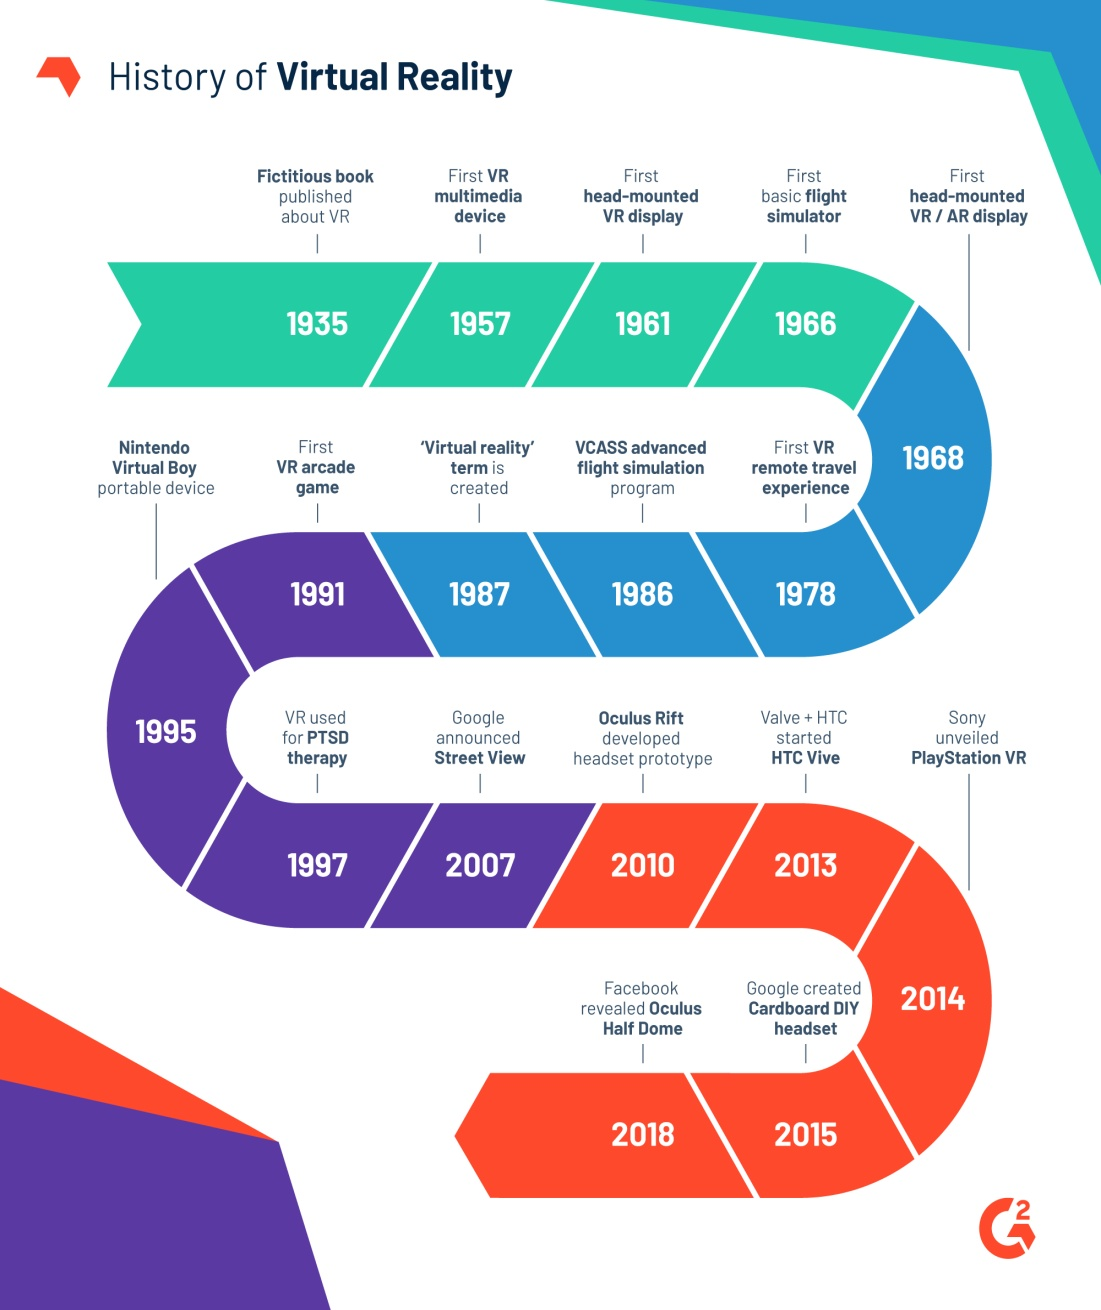 History of Virtual Reality
Fictitious book
published
about VR
First VR
multimedia
device
First
head-mounted
VR display
First
basic flight
simulator
First
head-mounted
VR / AR display
1935
1957
1961
1966
1968
Nintendo
Virtual Boy
portable device
First
VR arcade
game
‘Virtual reality’
term is
created
VCASS advanced
flight simulation
program
First VR
remote travel
experience
1991
1987
1986
1978
1995
VR used
for PTSD
therapy
Google
announced
Street View
Oculus Rift
developed
headset prototype
Valve + HTC
started
HTC Vive
Sony
unveiled
PlayStation VR
1997
2007
2010
2013
2014
Facebook
revealed Oculus
Half Dome
Google created
Cardboard DIY
headset
2018
2015
G2